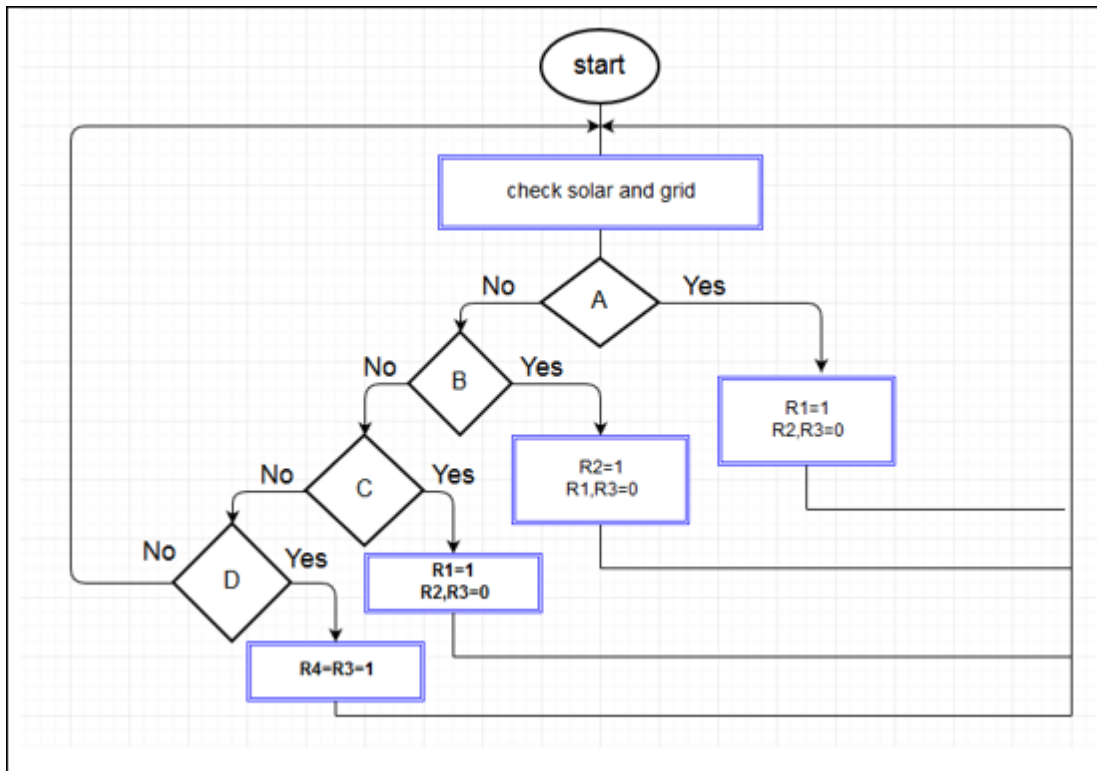 start
check solar and grid
No
A
Yes
No
B
Yes
R1=1
R2,R3=0
No
C
Yes
R2=1
R1,R3=0
No
D
Yes
R1=1
R2,R3=0
R4=R3=1